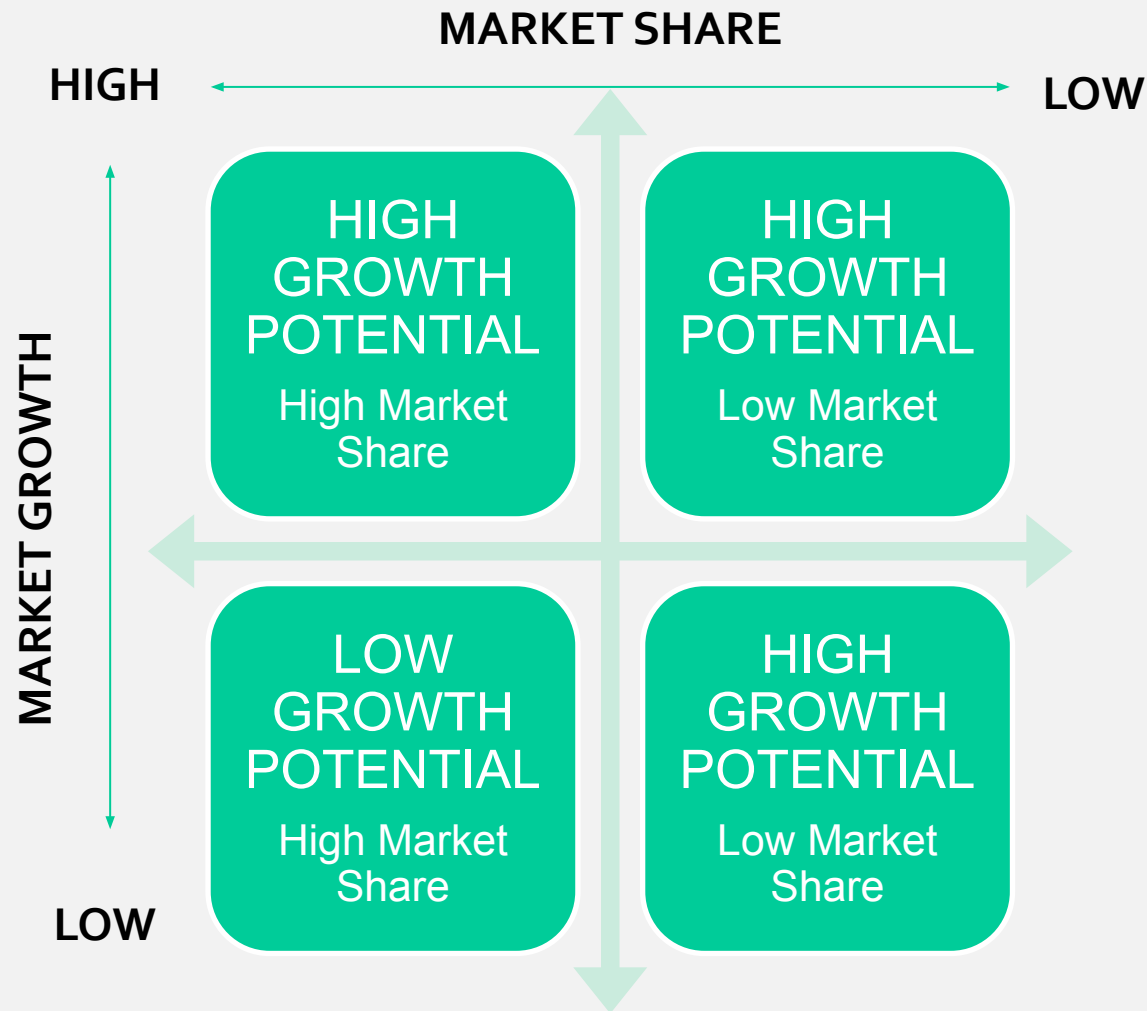 MARKET SHARE
HIGH
LOW
HIGH
GROWTH
POTENTIAL
High Market
Share
HIGH
GROWTH
POTENTIAL
Low Market
Share
MARKET GROWTH
LOW
GROWTH
POTENTIAL
High Market
Share
HIGH
GROWTH
POTENTIAL
Low Market
Share
LOW